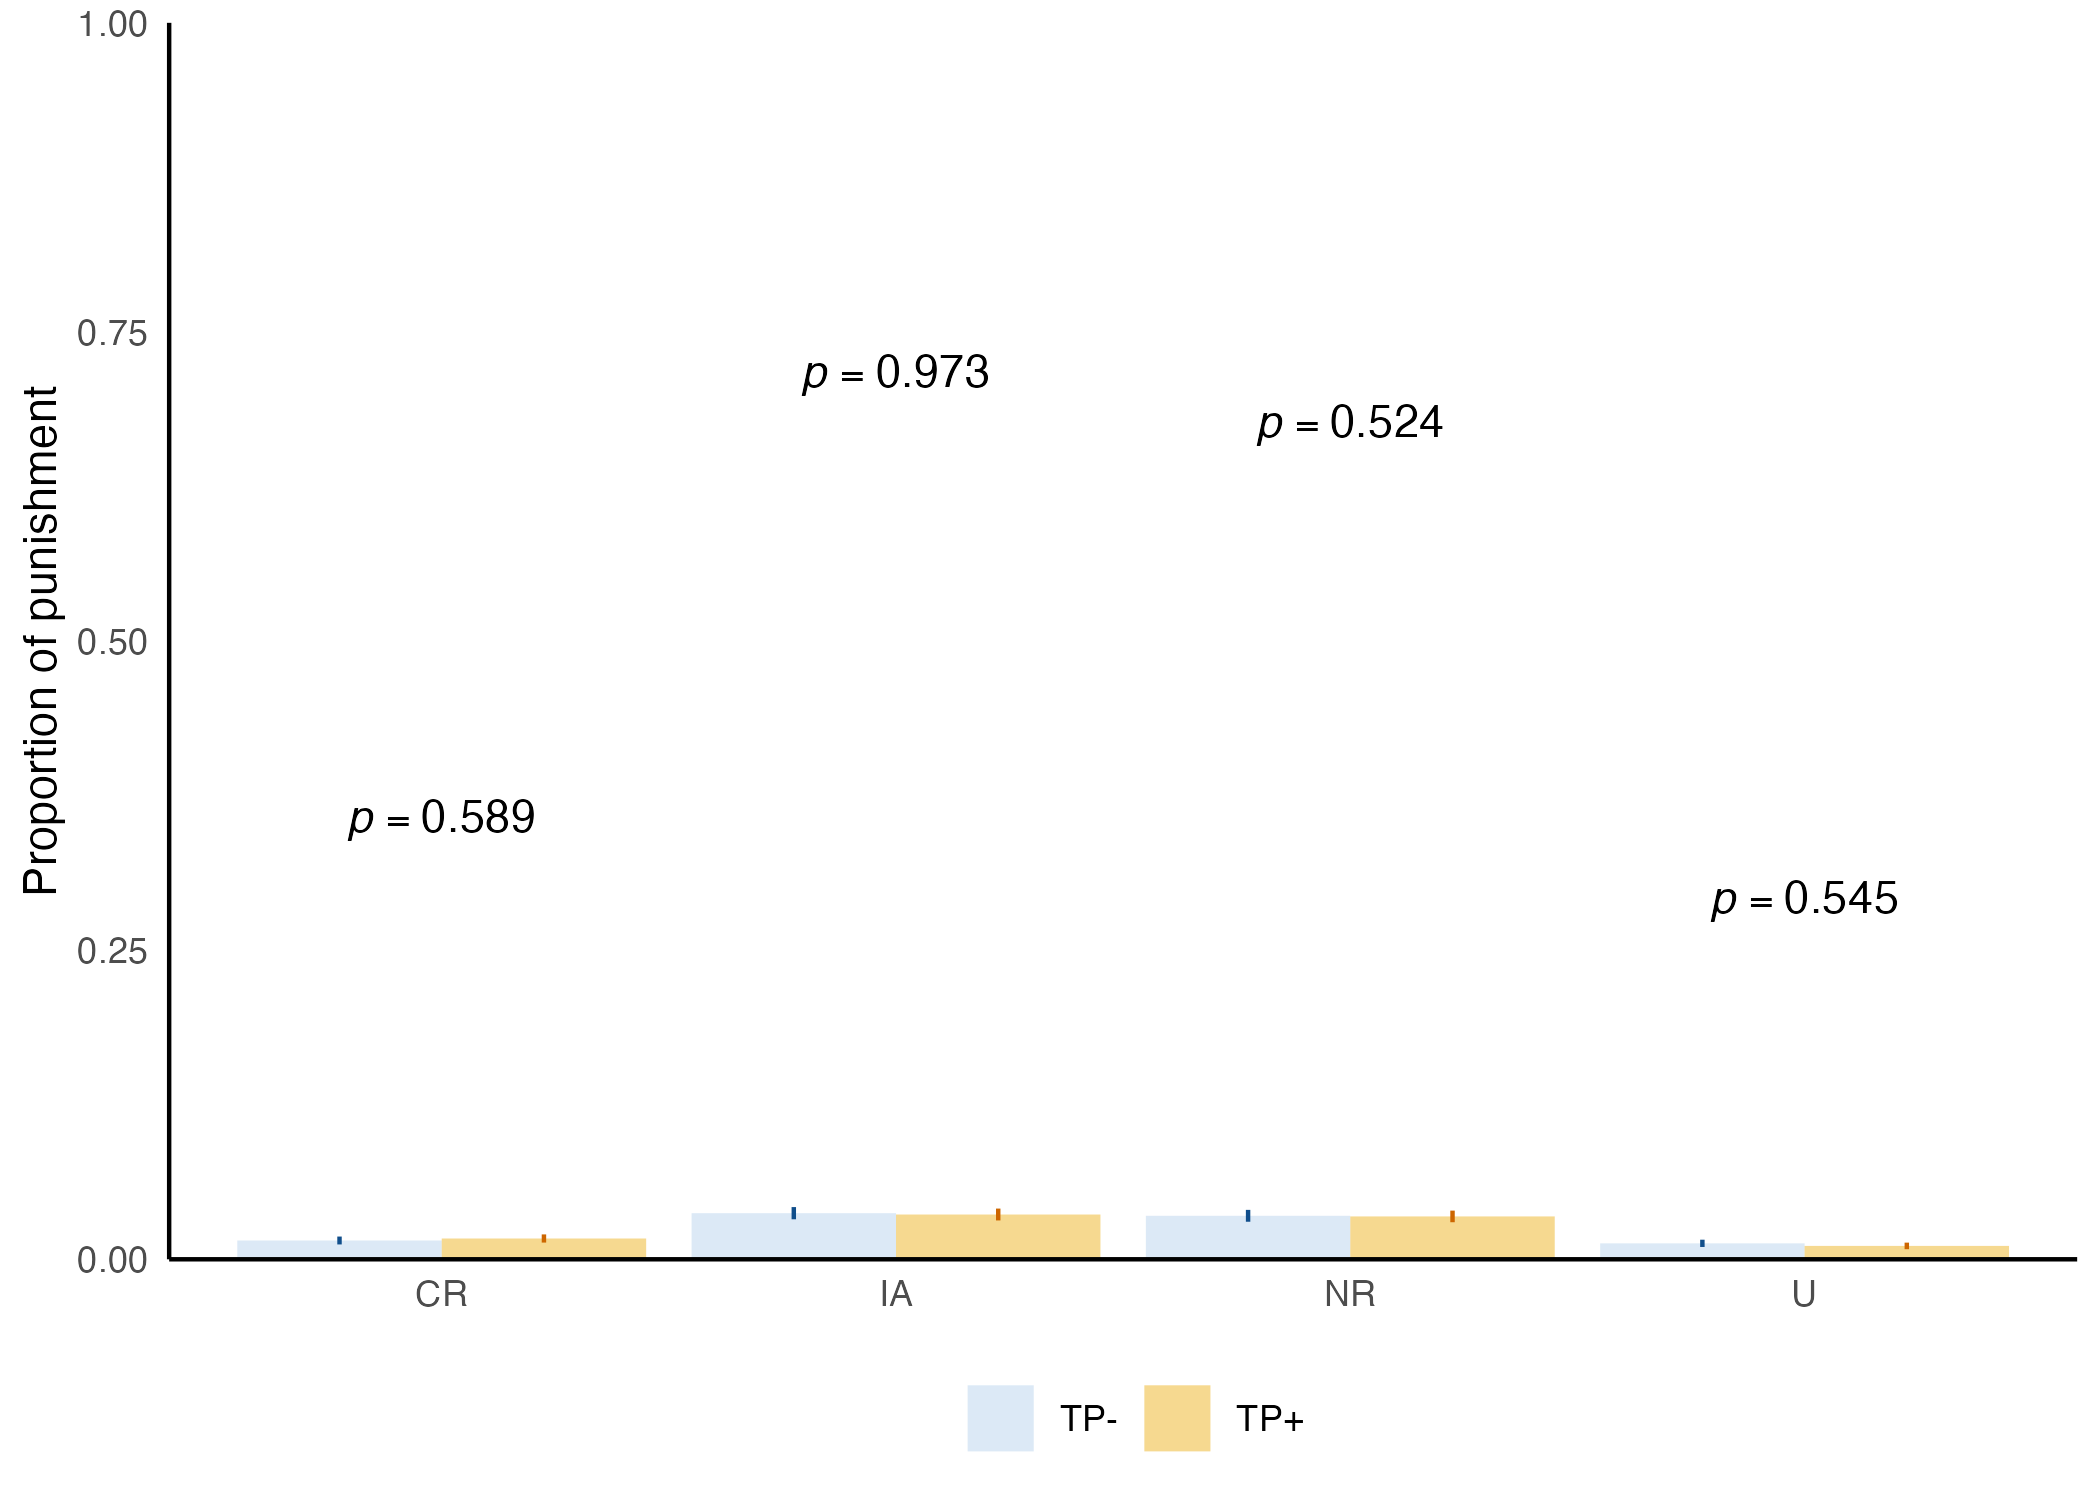 Proportion of punishment
1.00
0.75
0.50
0.25
0.00
p = 0.589
p = 0.973
p = 0.524
p = 0.545
CR
IA
NR
U
TP-
TP+